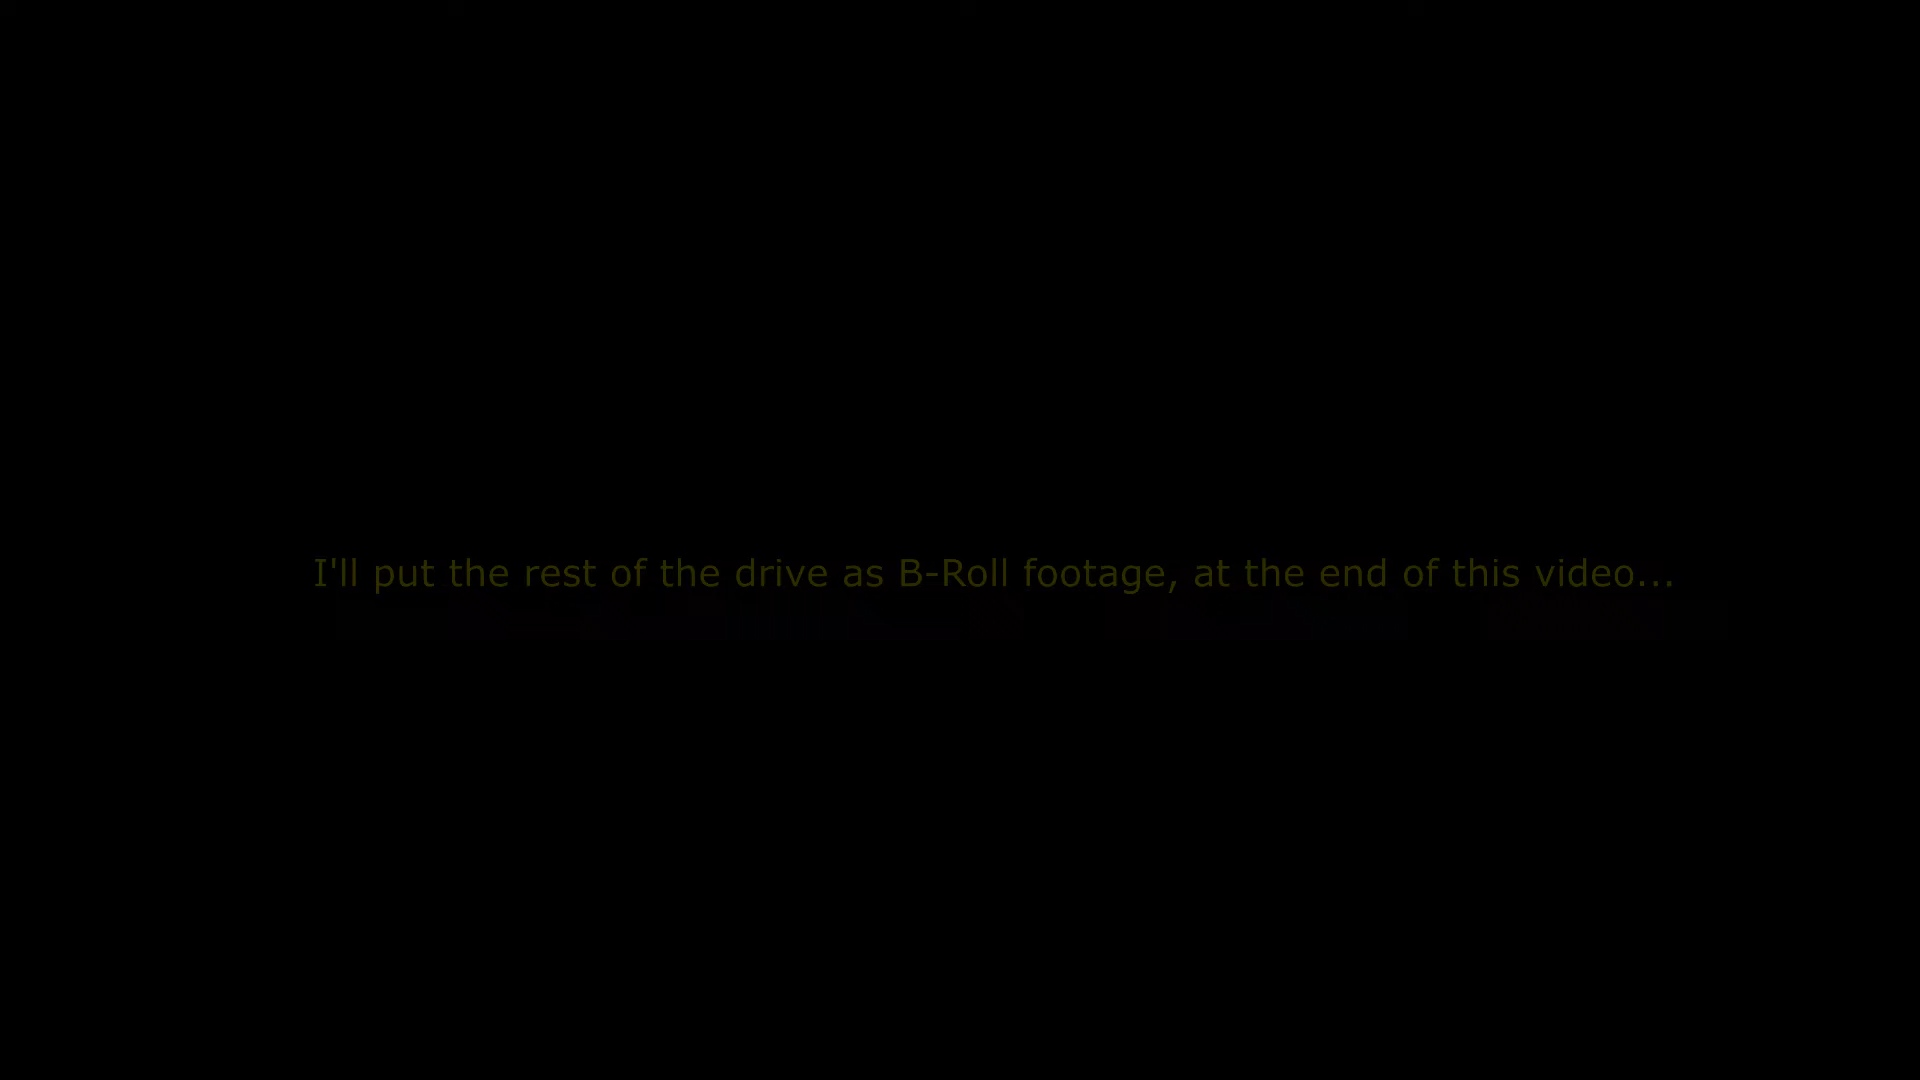 I'll put the rest of the drive as B-Roll footage, at the end of this video...